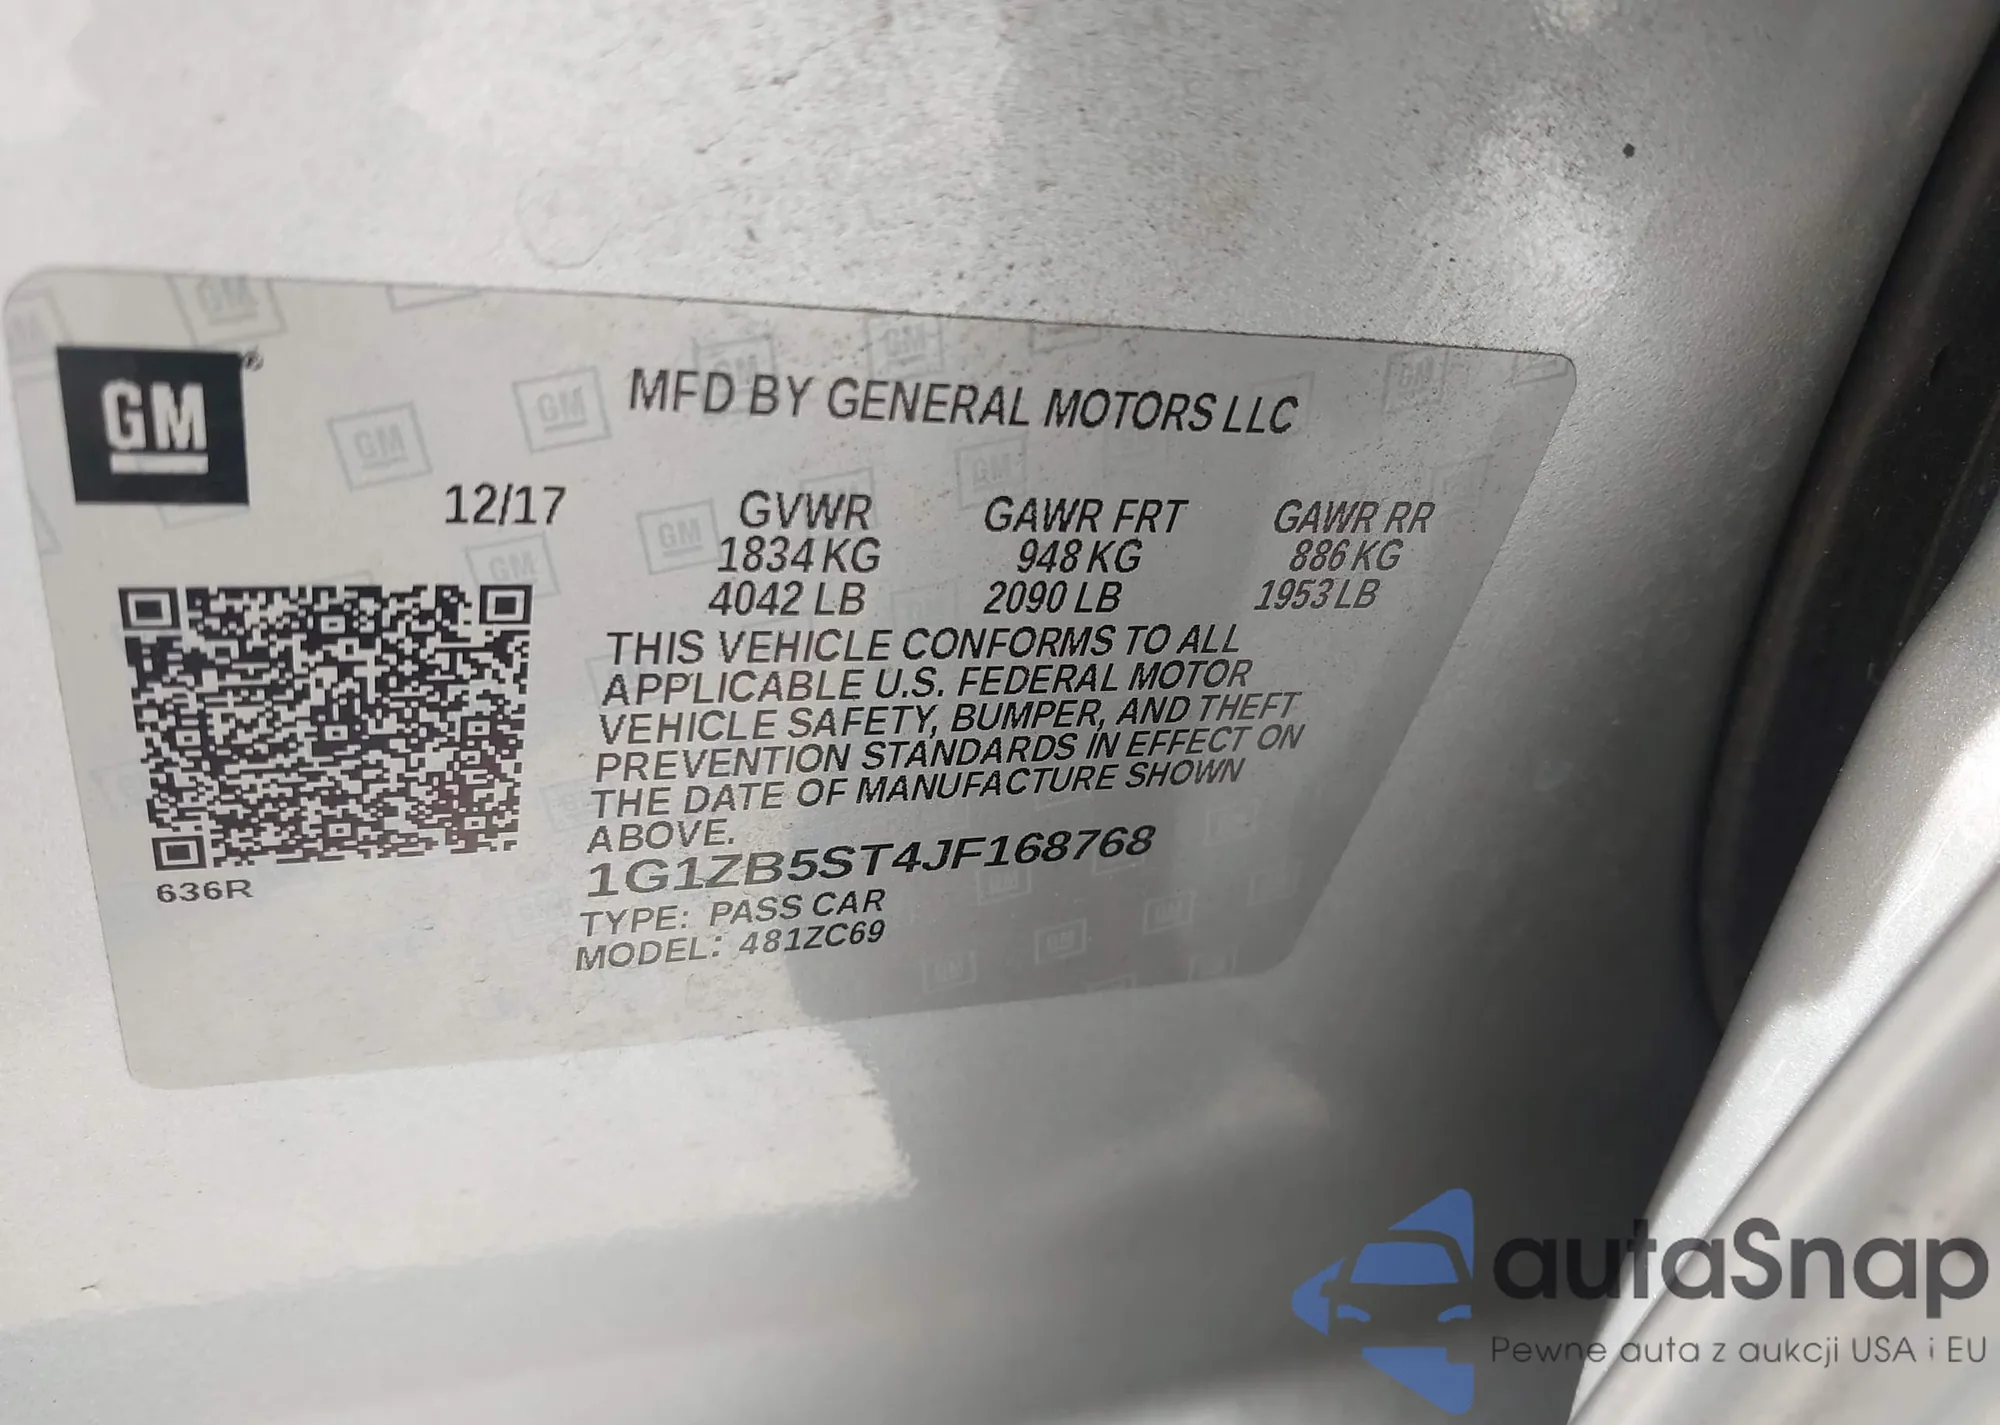 GM
MFD BY GENERAL MOTORS LLC
12/17 GVWR GAWR FRT GAWR RR
1834 KG 948 KG 886 KG
4042 LB 2090 LB 1953 LB
THIS VEHICLE CONFORMS TO ALL
APPLICABLE U.S. FEDERAL MOTOR
VEHICLE SAFETY, BUMPER, AND THEFT
PREVENTION STANDARDS IN EFFECT ON
THE DATE OF MANUFACTURE SHOWN
ABOVE.
1G1ZB5ST4JF168768
TYPE: PASS CAR
MODEL: 481ZC69
636R
autaSnap
Pewne auta z aukcji USA i EU